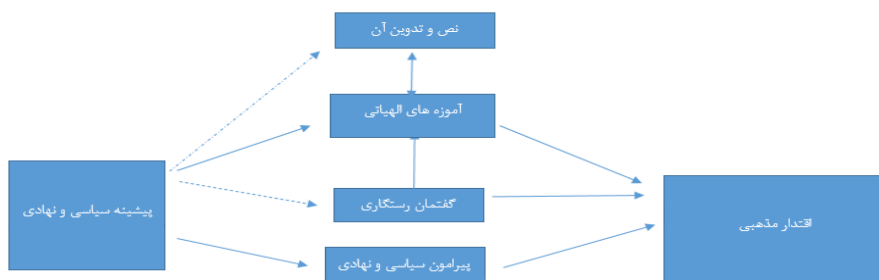 نص و تدوین آن
آموزه های الهیاتی
پیشینه سیاسی و نهادی
گفتمان رستگاری
اقتدار مذهبی
پیرامون سیاسی و نهادی